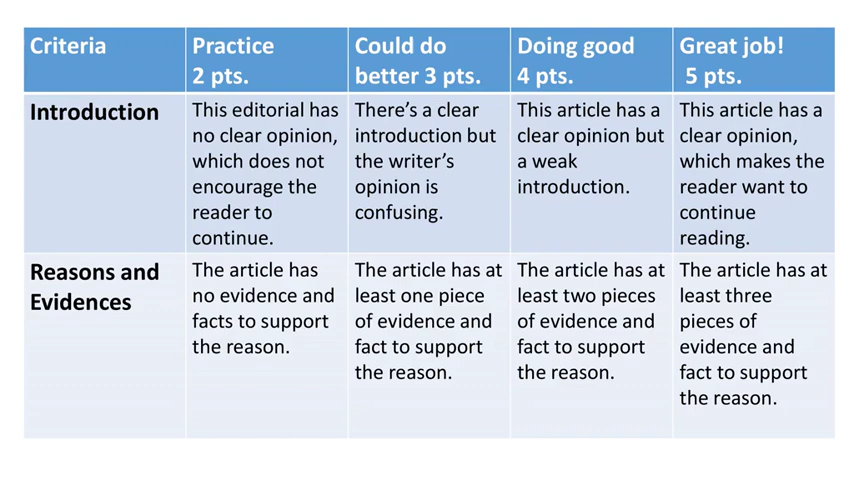 Criteria
Practice
2 pts.
Could do
better 3 pts.
Doing good
4 pts.
Great job!
5 pts.
Introduction
This editorial has
no clear opinion,
which does not
encourage the
reader to
continue.
There's a clear
introduction but
the writer's
opinion is
confusing.
This article has a
clear opinion but
a weak
introduction.
This article has a
clear opinion,
which makes the
reader want to
continue
reading.
Reasons and
Evidences
The article has
no evidence and
facts to support
the reason.
The article has at
least one piece
of evidence and
fact to support
the reason.
The article has at
least two pieces
of evidence and
fact to support
the reason.
The article has at
least three
pieces of
evidence and
fact to support
the reason.